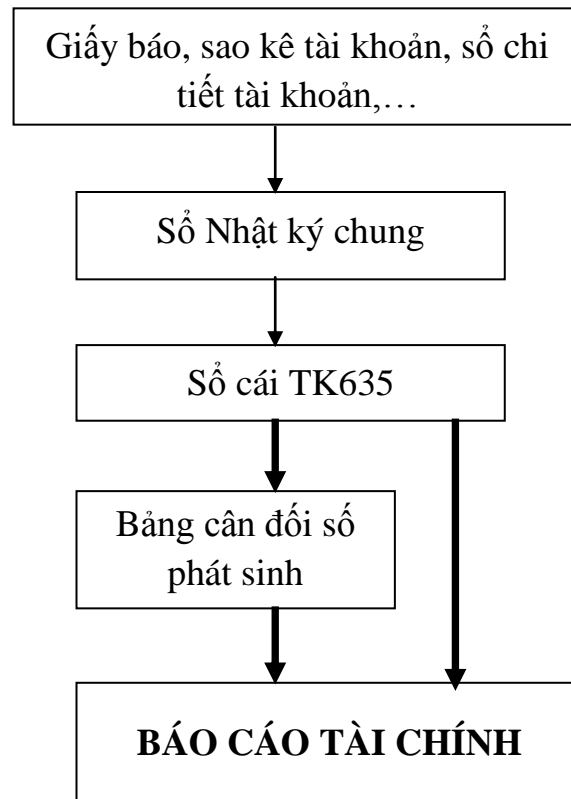 Giấy báo, sao kê tài khoản, sổ chi
tiết tài khoản,…
Sổ Nhật ký chung
Sổ cái TK635
Bảng cân đối số
phát sinh
BÁO CÁO TÀI CHÍNH